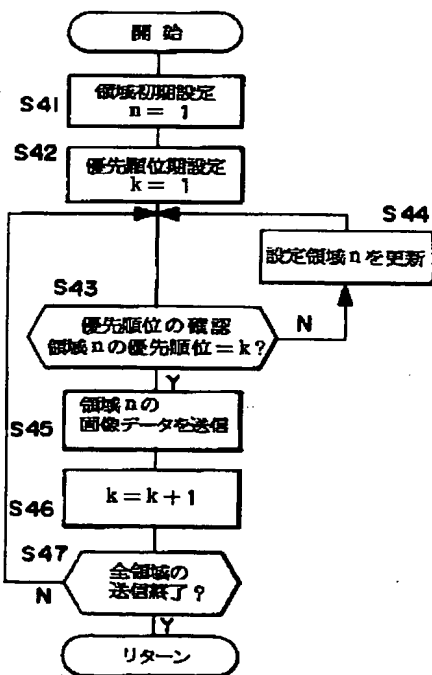 開始
S41
領域初期設定
n = 1
S42
優先順位期設定
k = 1
S44
設定領域nを更新
S43
優先順位の確認
領域nの優先順位=k?
N
Y
領域nの
画像データを送信
S45
k=k+1
S46
S47
全領域の
送信終了?
N
Y
リターン